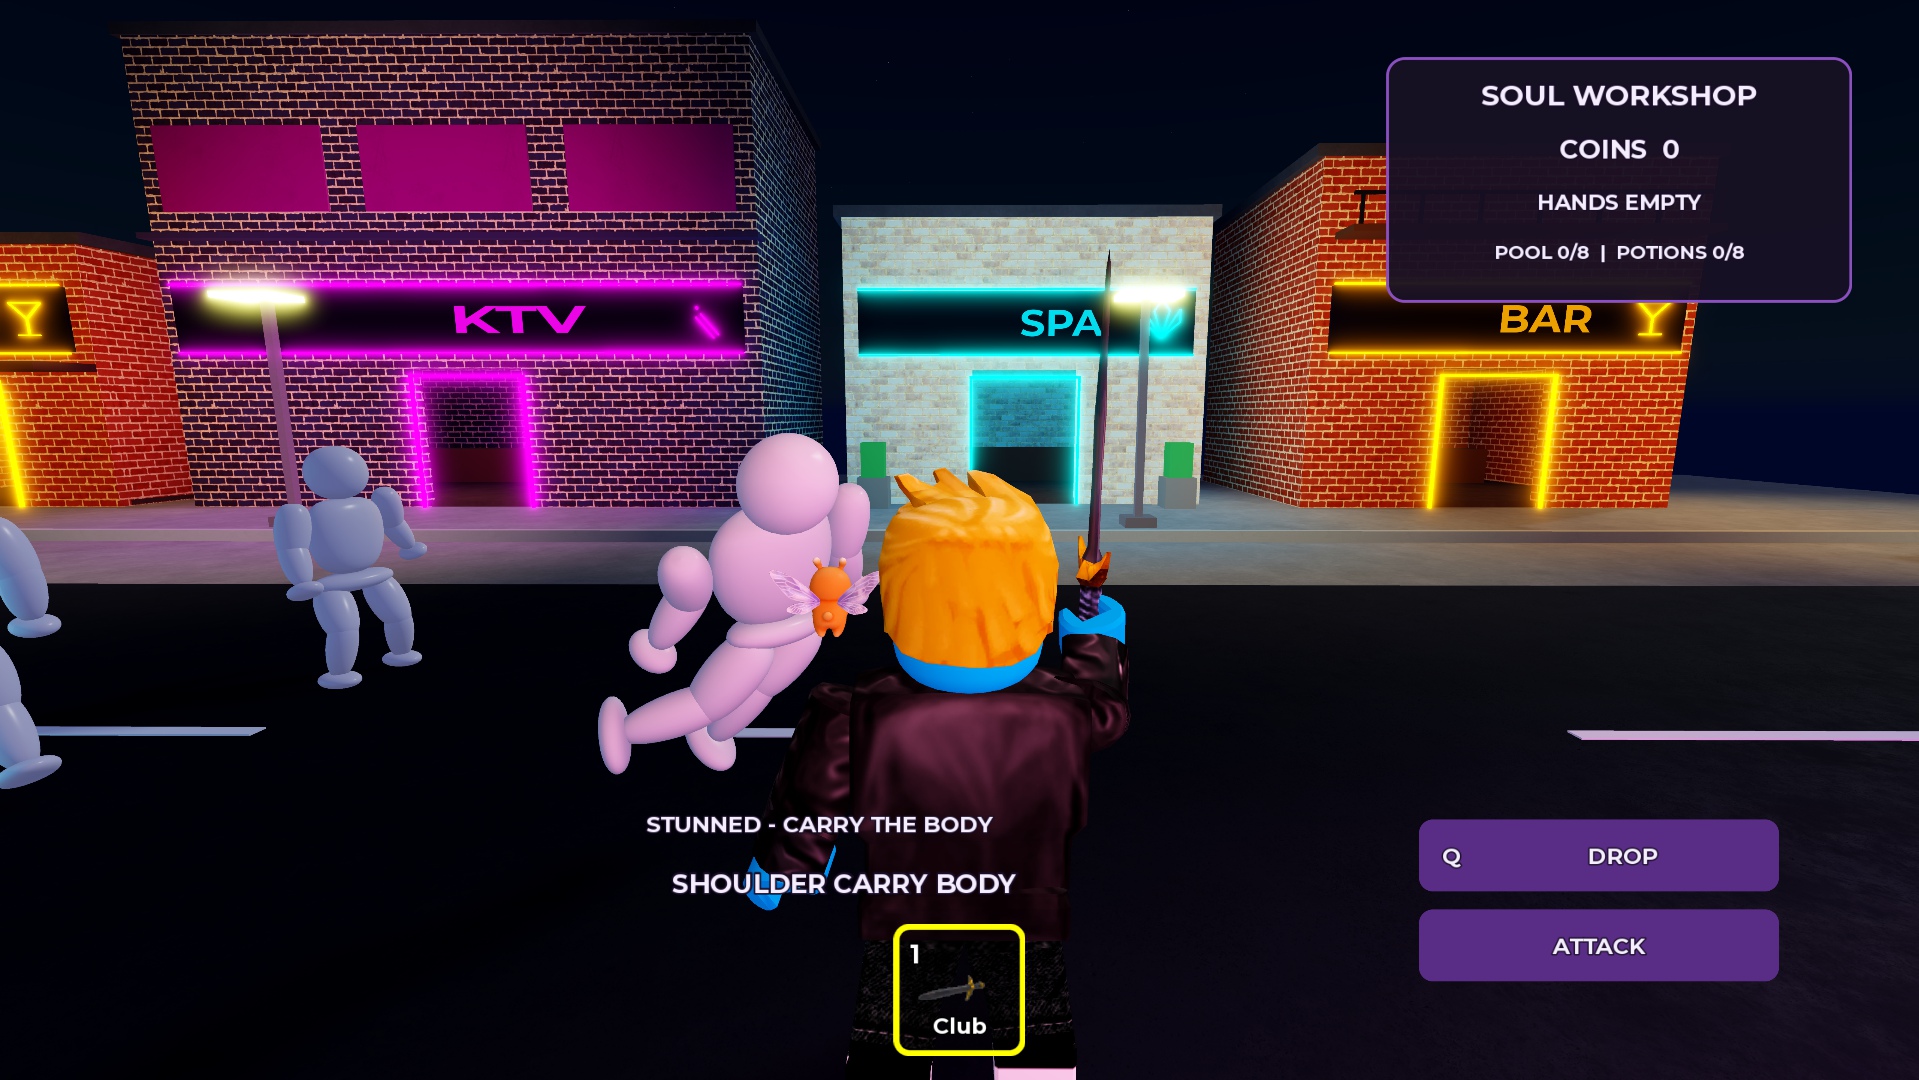 SOUL WORKSHOP
COINS 0
HANDS EMPTY
POOL 0/8 | POTIONS 0/8
KTV
SPA
BAR
STUNNED - CARRY THE BODY
SHOULDER CARRY BODY
Q DROP
ATTACK
1
Club